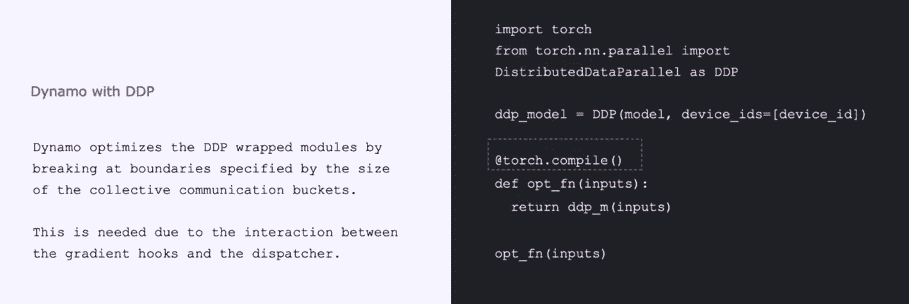 Dynamo with DDP
Dynamo optimizes the DDP wrapped modules by
breaking at boundaries specified by the size
of the collective communication buckets.
This is needed due to the interaction between
the gradient hooks and the dispatcher.
import torch
from torch.nn.parallel import
DistributedDataParallel as DDP
ddp_model = DDP(model, device_ids=[device_id])
@torch.compile()
def opt_fn(inputs):
  return ddp_m(inputs)
opt_fn(inputs)